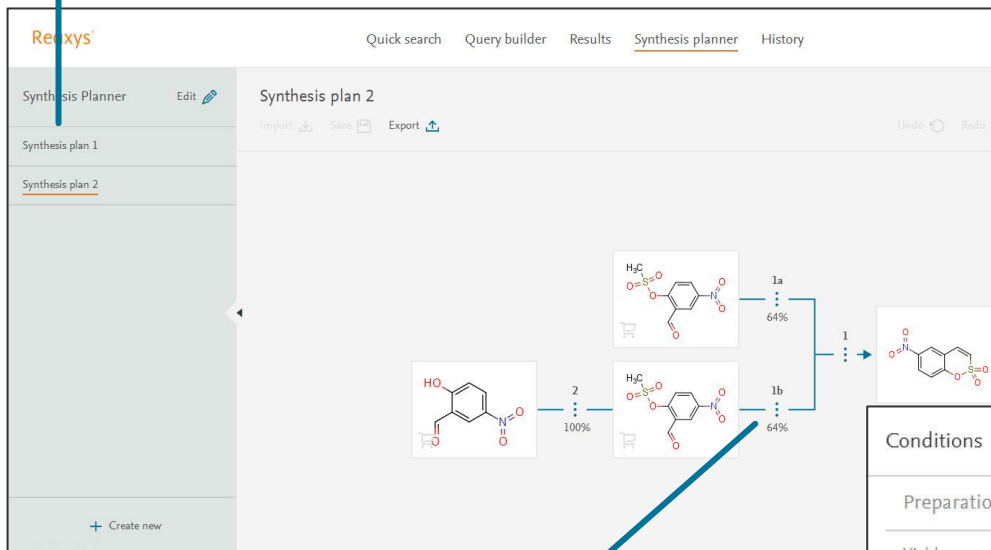 Reaxys
Quick search Query builder Results Synthesis planner History
Synthesis Planner Edit
Synthesis plan 2
Import Save Export Undo Redo
Synthesis plan 1
Synthesis plan 2
H₃C
O S O
O
N O
O
O
1a
64%
1
O
N
O
O S O
O
HO
O
N O
O
2
100%
H₃C
O S O
O
N O
O
O
1b
64%
Conditions
+ Create new